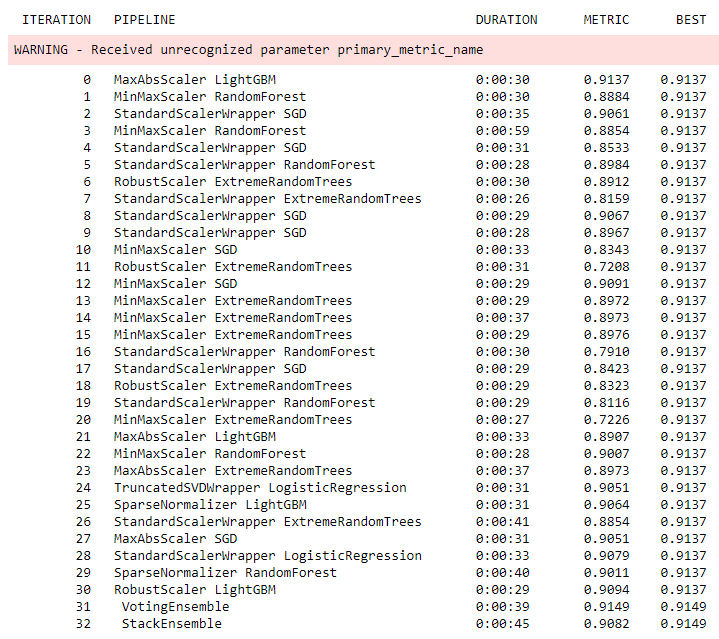 ITERATION PIPELINE DURATION METRIC BEST
WARNING - Received unrecognized parameter primary_metric_name
0 MaxAbsScaler LightGBM 0:00:30 0.9137 0.9137
1 MinMaxScaler RandomForest 0:00:30 0.8884 0.9137
2 StandardScalerWrapper SGD 0:00:35 0.9061 0.9137
3 MinMaxScaler RandomForest 0:00:59 0.8854 0.9137
4 StandardScalerWrapper SGD 0:00:31 0.8533 0.9137
5 StandardScalerWrapper RandomForest 0:00:28 0.8984 0.9137
6 RobustScaler ExtremeRandomTrees 0:00:30 0.8912 0.9137
7 StandardScalerWrapper ExtremeRandomTrees 0:00:26 0.8159 0.9137
8 StandardScalerWrapper SGD 0:00:29 0.9067 0.9137
9 StandardScalerWrapper SGD 0:00:28 0.8967 0.9137
10 MinMaxScaler SGD 0:00:33 0.8343 0.9137
11 RobustScaler ExtremeRandomTrees 0:00:31 0.7208 0.9137
12 MinMaxScaler SGD 0:00:29 0.9091 0.9137
13 MinMaxScaler ExtremeRandomTrees 0:00:29 0.8972 0.9137
14 MinMaxScaler ExtremeRandomTrees 0:00:37 0.8973 0.9137
15 MinMaxScaler ExtremeRandomTrees 0:00:29 0.8976 0.9137
16 StandardScalerWrapper RandomForest 0:00:30 0.7910 0.9137
17 StandardScalerWrapper SGD 0:00:29 0.8423 0.9137
18 RobustScaler ExtremeRandomTrees 0:00:29 0.8323 0.9137
19 StandardScalerWrapper RandomForest 0:00:29 0.8116 0.9137
20 MinMaxScaler ExtremeRandomTrees 0:00:27 0.7226 0.9137
21 MaxAbsScaler LightGBM 0:00:33 0.8907 0.9137
22 MinMaxScaler RandomForest 0:00:28 0.9007 0.9137
23 MaxAbsScaler ExtremeRandomTrees 0:00:37 0.8973 0.9137
24 TruncatedSVDWrapper LogisticRegression 0:00:31 0.9051 0.9137
25 SparseNormalizer LightGBM 0:00:31 0.9064 0.9137
26 StandardScalerWrapper ExtremeRandomTrees 0:00:41 0.8854 0.9137
27 MaxAbsScaler SGD 0:00:31 0.9051 0.9137
28 StandardScalerWrapper LogisticRegression 0:00:33 0.9079 0.9137
29 SparseNormalizer RandomForest 0:00:40 0.9011 0.9137
30 RobustScaler LightGBM 0:00:29 0.9094 0.9137
31 VotingEnsemble 0:00:39 0.9149 0.9149
32 StackEnsemble 0:00:45 0.9082 0.9149